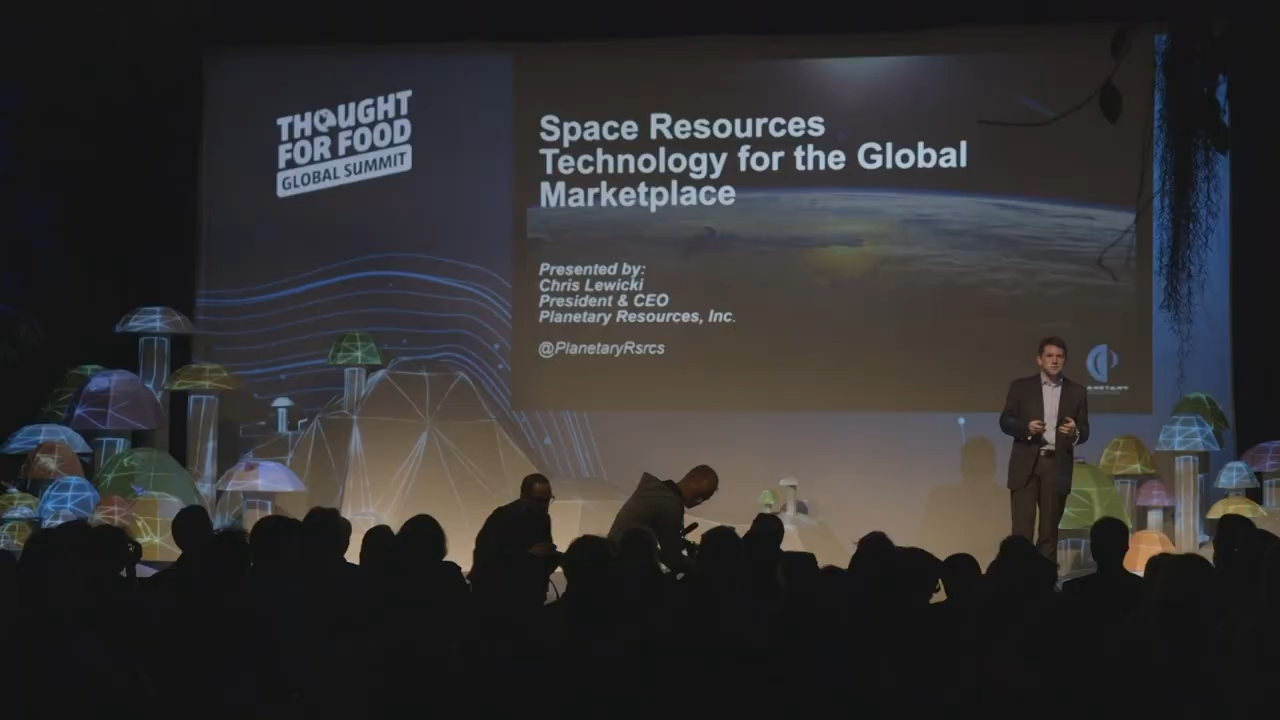 THOUGHT
FOR FOOD
GLOBAL SUMMIT
Space Resources
Technology for the Global
Marketplace
Presented by:
Chris Lewicki
President & CEO
Planetary Resources, Inc.
@PlanetaryRsrcs